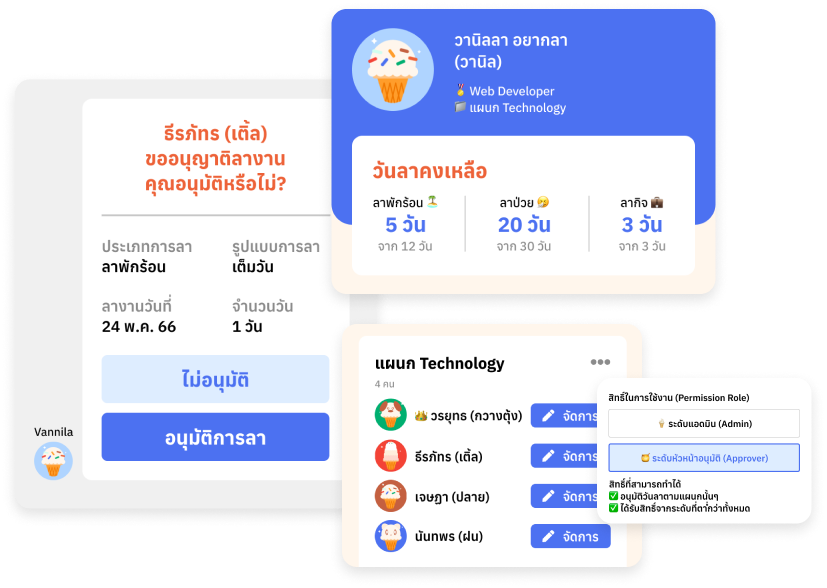 ธีรภัทร (เติ้ล)
ขออนุญาติลางาน
คุณอนุมัติหรือไม่?
ประเภทการลา
ลาพักร้อน
รูปแบบการลา
เต็มวัน
ลางานวันที่
24 พ.ค. 66
จำนวนวัน
1 วัน
ไม่อนุมัติ
อนุมัติการลา
Vannila
วานิลลา อยากลา
(วานิล)
Web Developer
แผนก Technology
วันลาคงเหลือ
ลาพักร้อน
5 วัน
จาก 12 วัน
ลาป่วย
20 วัน
จาก 30 วัน
ลากิจ
3 วัน
จาก 3 วัน
แผนก Technology
4 คน
วรยุทธ (กวางตุ้ง)
จัดการ
ธีรภัทร (เติ้ล)
จัดการ
เจษฎา (ปลาย)
จัดการ
นันทพร (ฝน)
จัดการ
สิทธิ์ในการใช้งาน (Permission Role)
ระดับแอดมิน (Admin)
ระดับหัวหน้าอนุมัติ (Approver)
สิทธิ์ที่สามารถทำได้
อนุมัติวันลาตามแผนกนั้นๆ
ได้รับสิทธิ์จากระดับที่ต่ำกว่าทั้งหมด